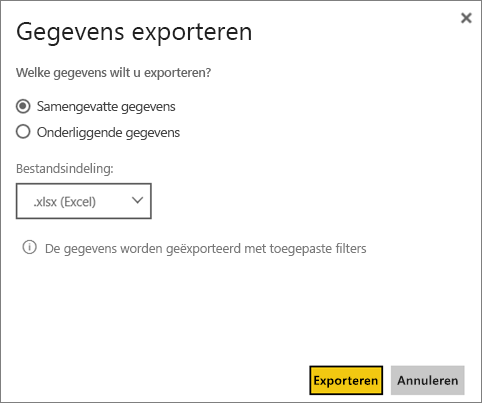 Gegevens exporteren
Welke gegevens wilt u exporteren?
Samengevatte gegevens
Onderliggende gegevens
Bestandsindeling:
.xlsx (Excel)
De gegevens worden geëxporteerd met toegepaste filters
Exporteren Annuleren